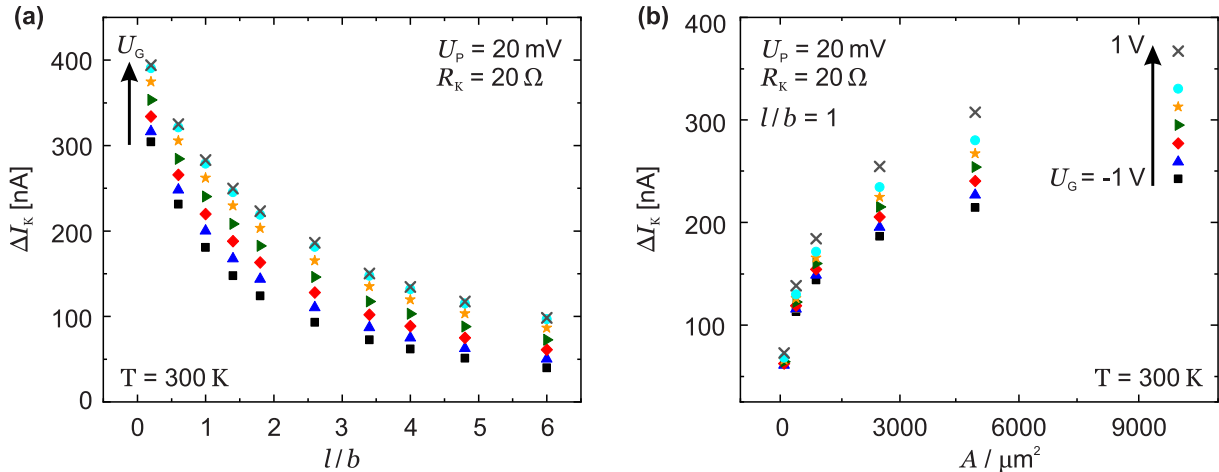 (a)
U_G
U_P = 20 mV
R_K = 20 Ω
T = 300 K
400
300
200
100
0
ΔI_K [nA]
0 1 2 3 4 5 6
l/b
(b)
U_P = 20 mV
R_K = 20 Ω
l/b = 1
1 V
U_G = -1 V
T = 300 K
400
300
200
100
ΔI_K [nA]
0 3000 6000 9000
A / μm²